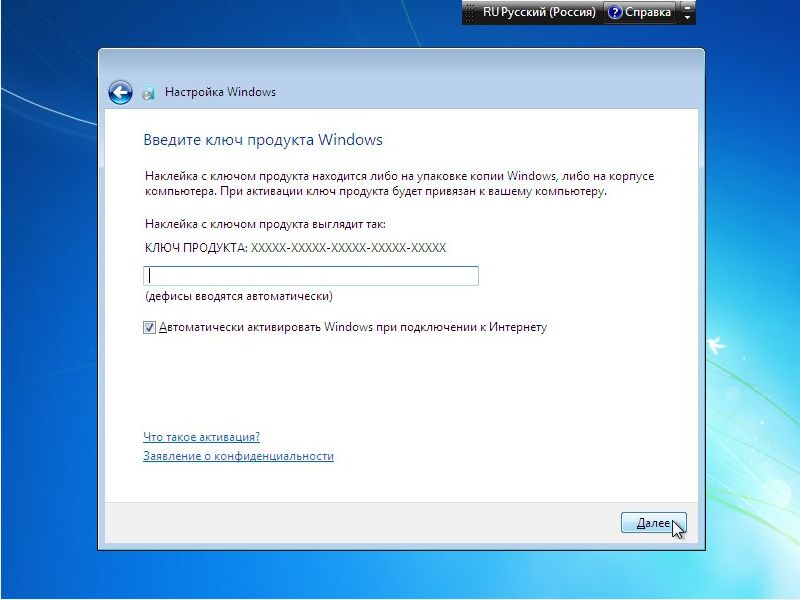 RU Русский (Россия) Справка
Настройка Windows
Введите ключ продукта Windows
Наклейка с ключом продукта находится либо на упаковке копии Windows, либо на корпусе
компьютера. При активации ключ продукта будет привязан к вашему компьютеру.
Наклейка с ключом продукта выглядит так:
КЛЮЧ ПРОДУКТА: XXXXX-XXXXX-XXXXX-XXXXX-XXXXX
(дефисы вводятся автоматически)
Автоматически активировать Windows при подключении к Интернету
Что такое активация?
Заявление о конфиденциальности
Далее